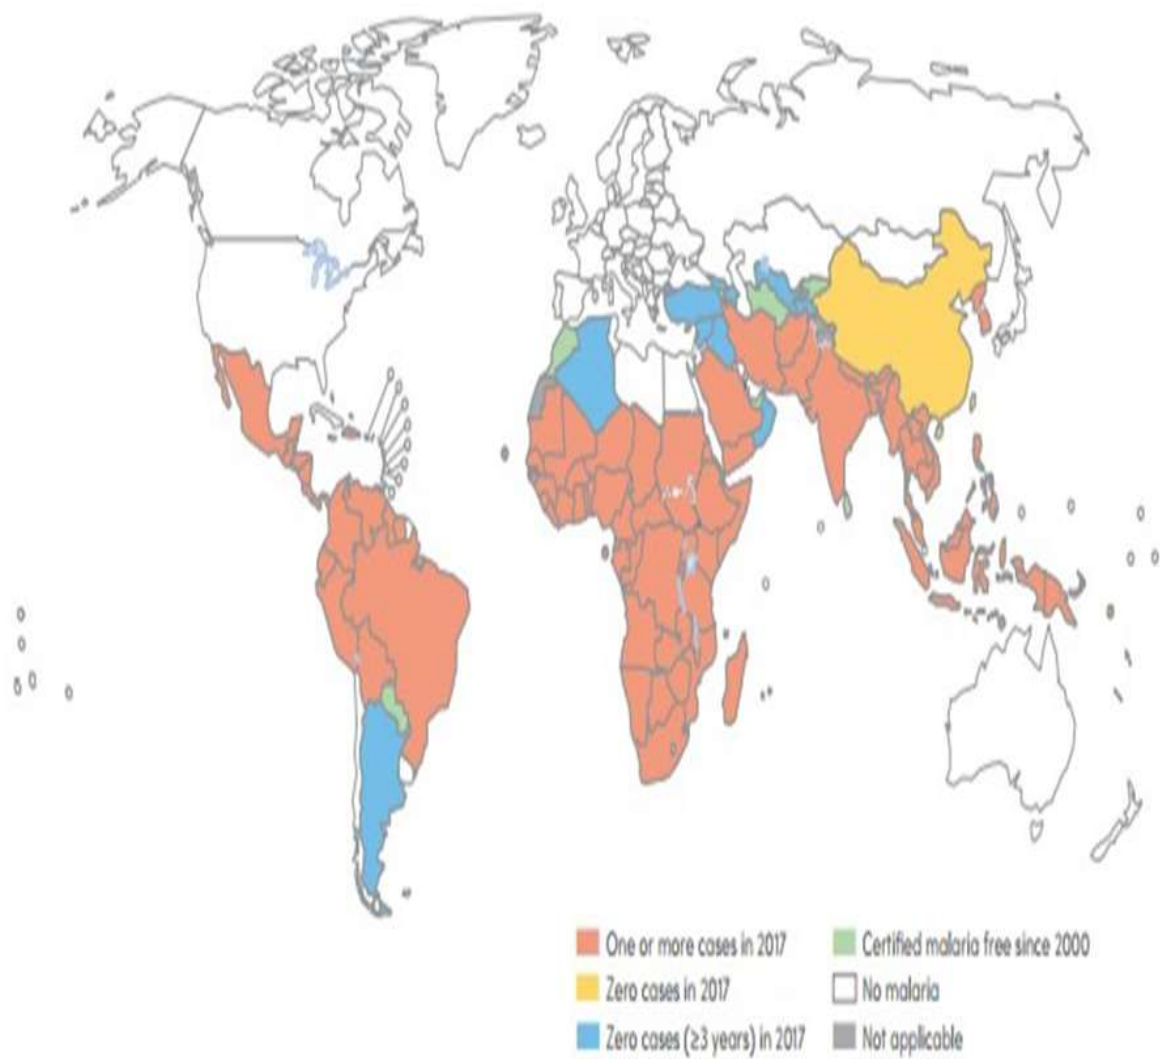 One or more cases in 2017
Zero cases in 2017
Zero cases (≥3 years) in 2017
Certified malaria free since 2000
No malaria
Not applicable